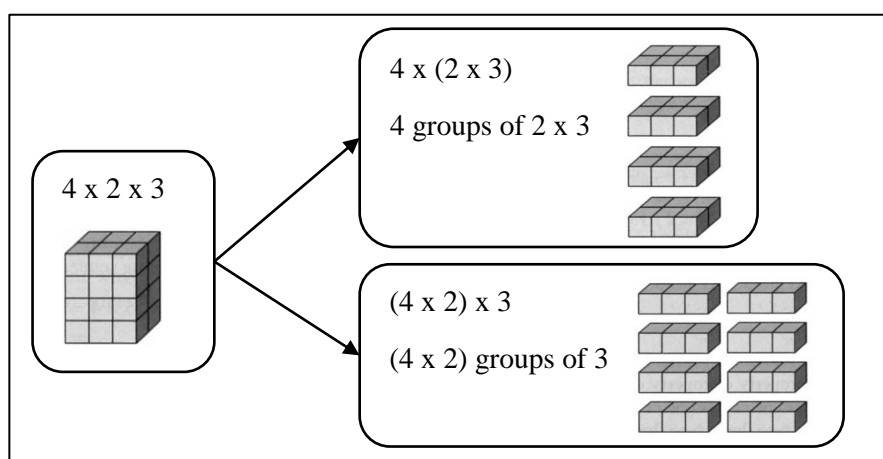 4 x 2 x 3
4 x (2 x 3)
4 groups of 2 x 3
(4 x 2) x 3
(4 x 2) groups of 3